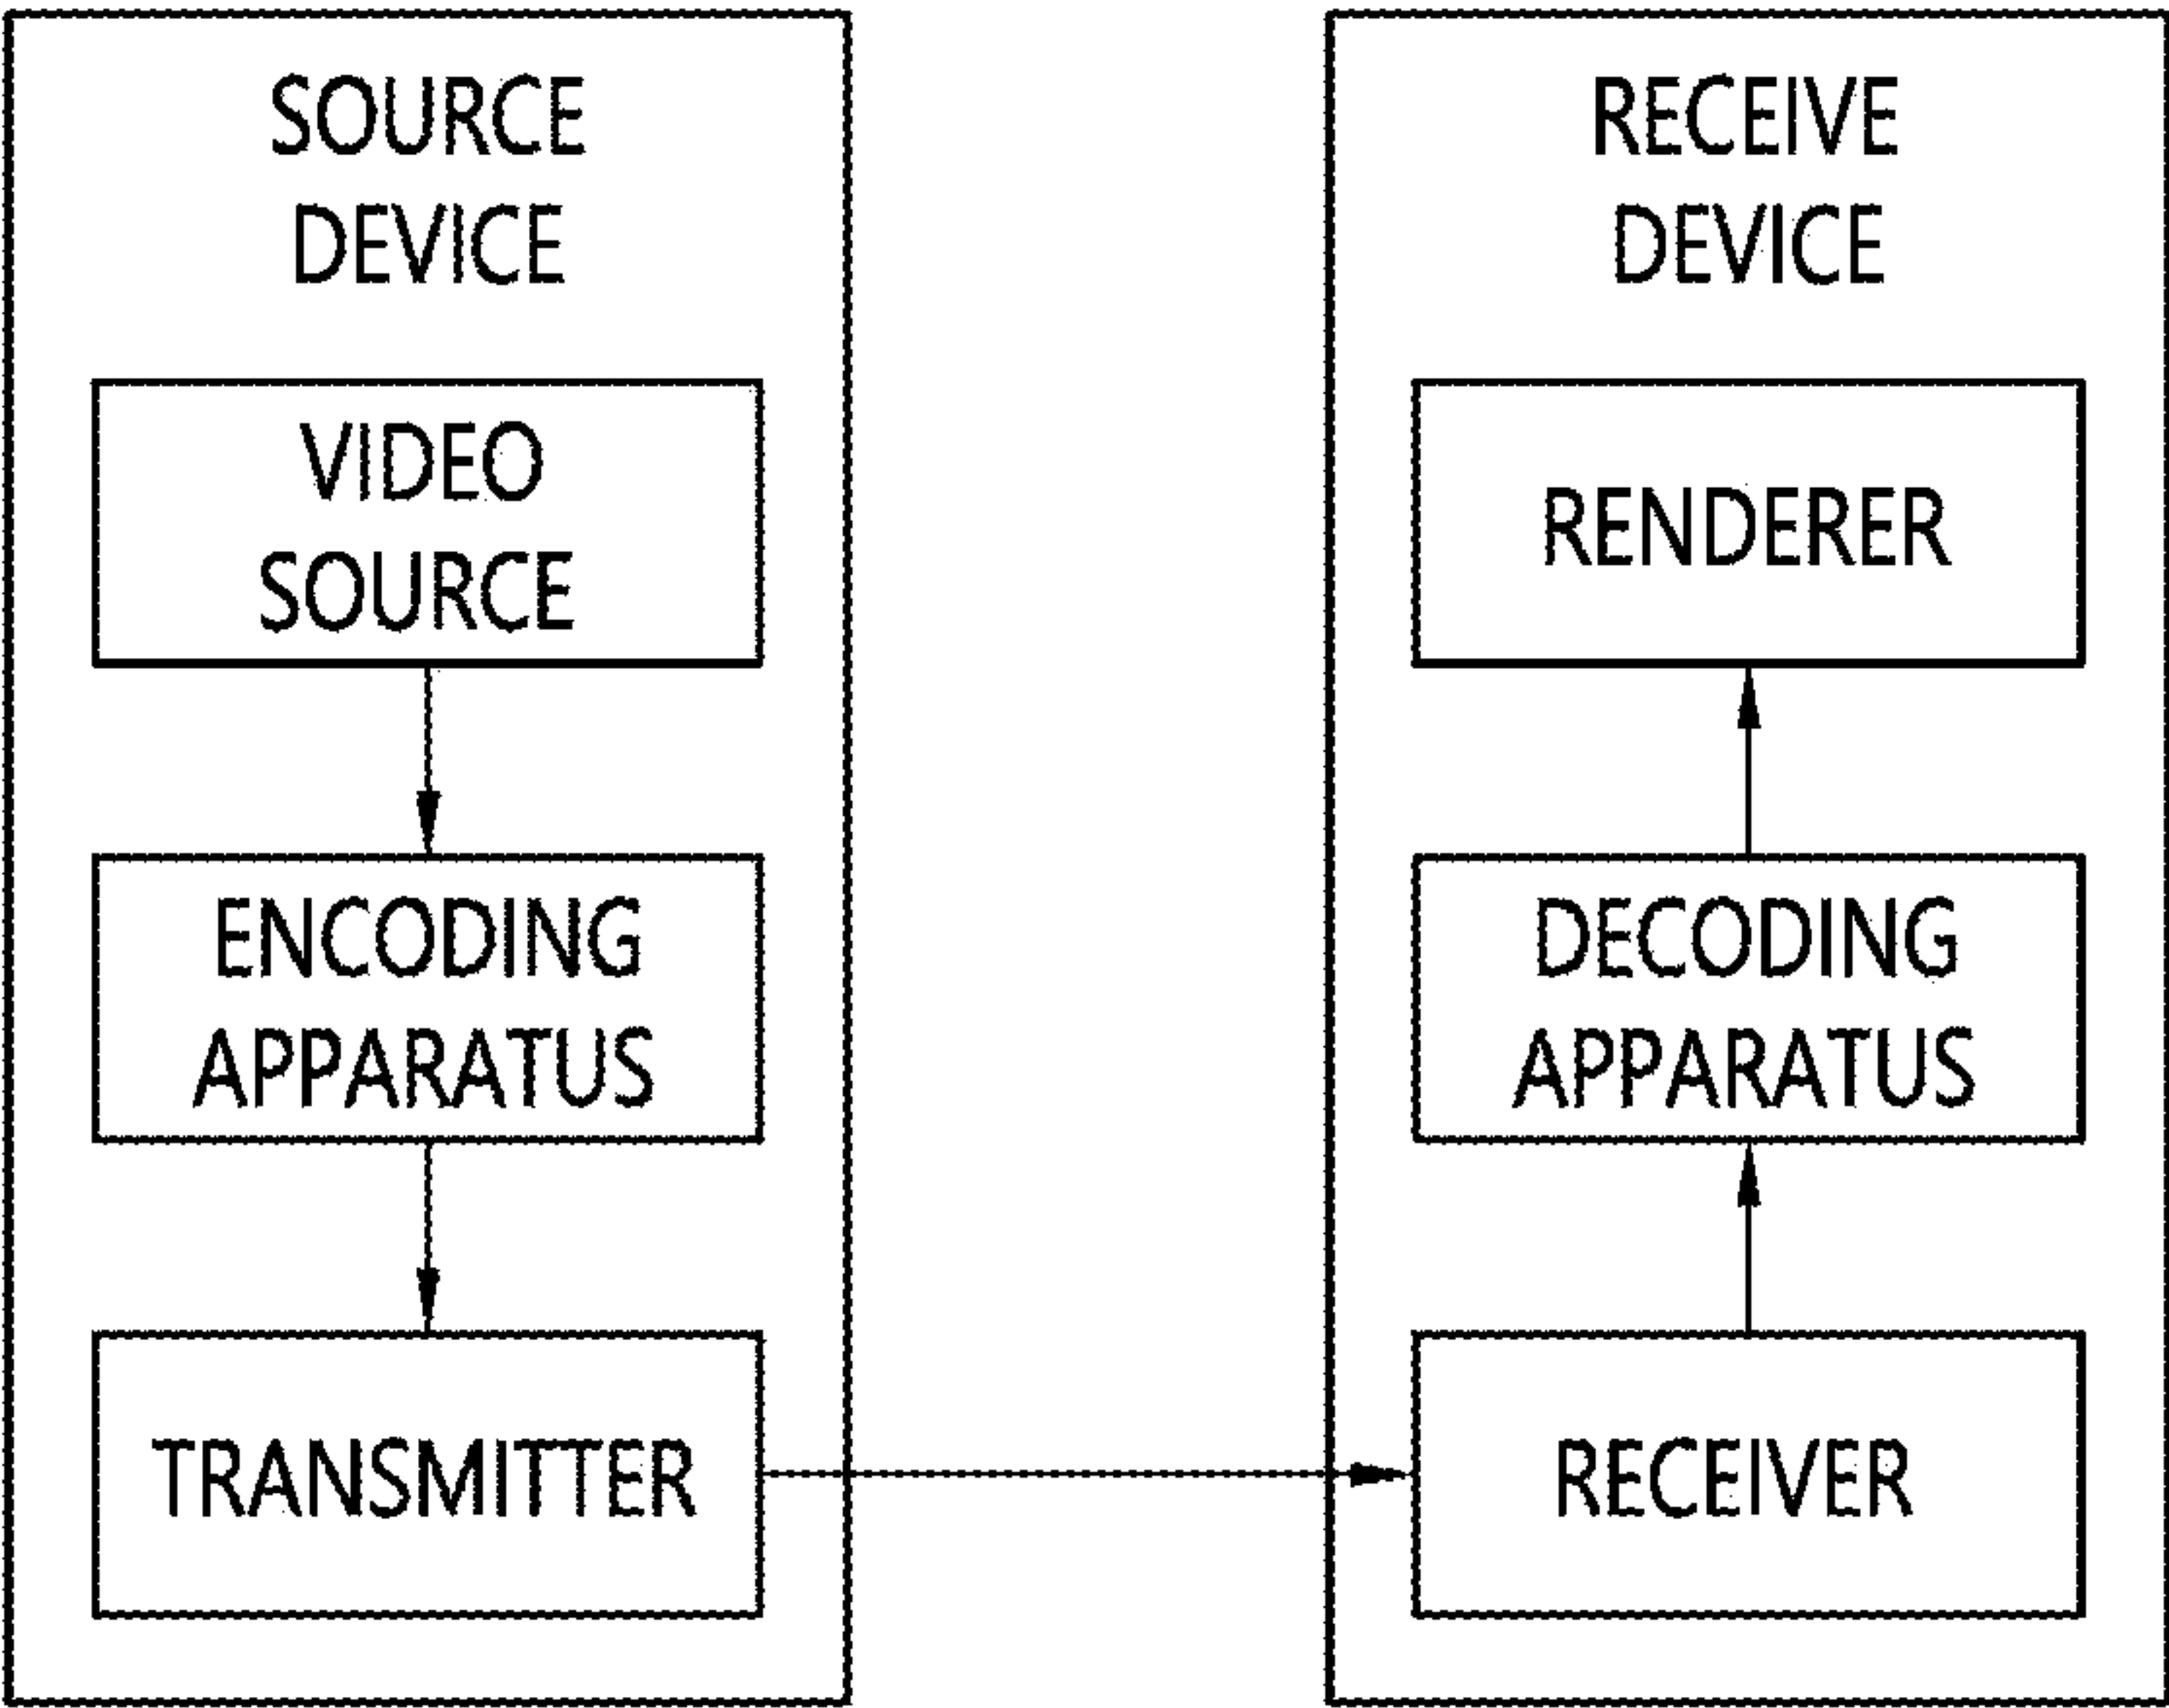 SOURCE
DEVICE
VIDEO
SOURCE
ENCODING
APPARATUS
TRANSMITTER
RECEIVE
DEVICE
RENDERER
DECODING
APPARATUS
RECEIVER